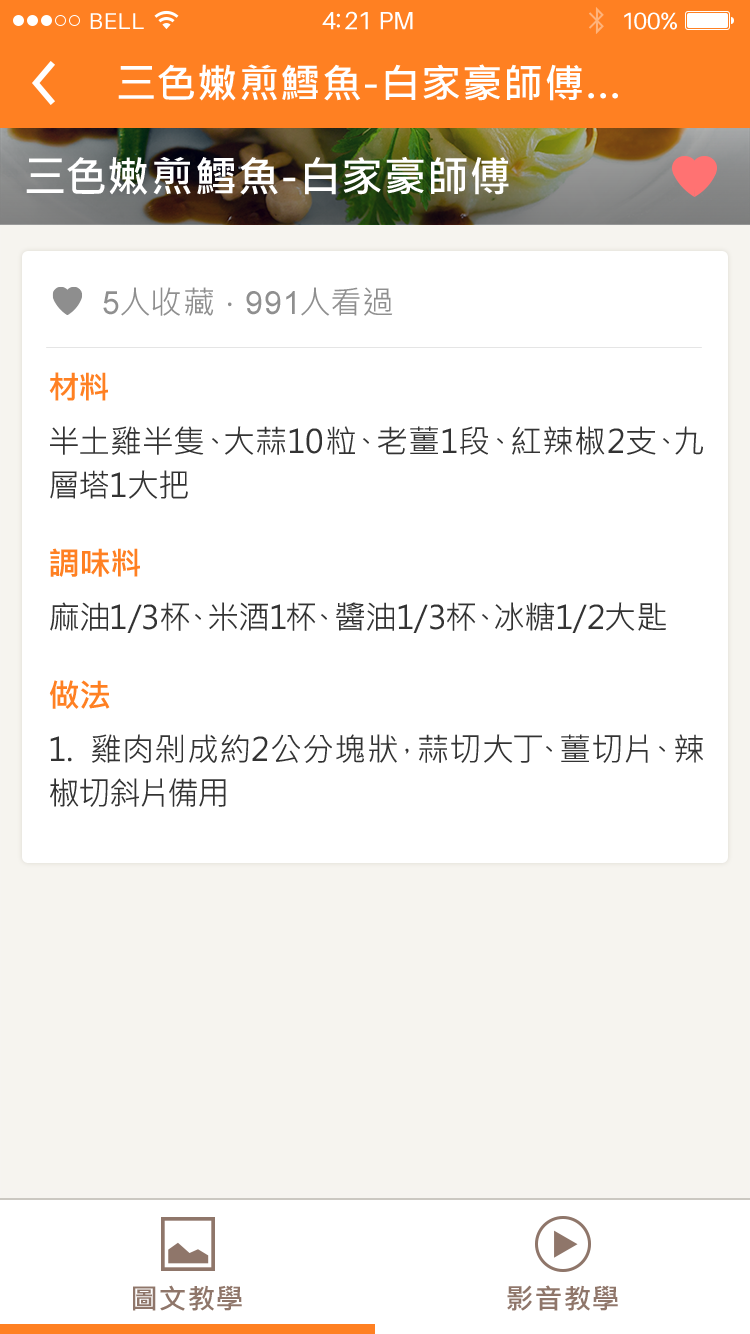 BELL 4:21 PM 100%
三色嫩煎鱈魚-白家豪師傅...
三色嫩煎鱈魚-白家豪師傅
5人收藏．991人看過
材料
半土雞半隻、大蒜10粒、老薑1段、紅辣椒2支、九
層塔1大把
調味料
麻油1/3杯、米酒1杯、醬油1/3杯、冰糖1/2大匙
做法
1. 雞肉剁成約2公分塊狀，蒜切大丁、薑切片、辣
椒切斜片備用
圖文教學
影音教學